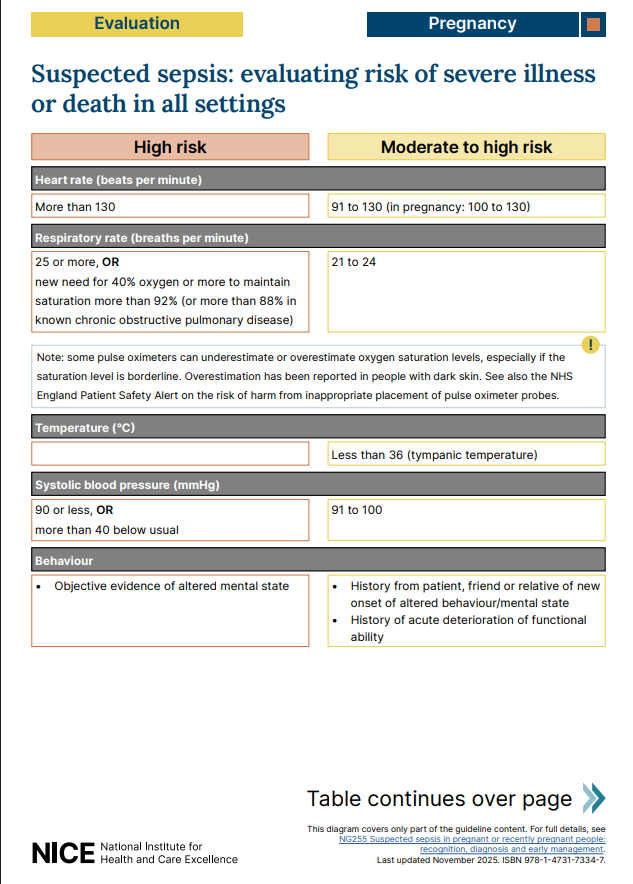 Evaluation
Pregnancy
Suspected sepsis: evaluating risk of severe illness
or death in all settings
High risk
Moderate to high risk
Heart rate (beats per minute)
More than 130
91 to 130 (in pregnancy: 100 to 130)
Respiratory rate (breaths per minute)
25 or more, OR
new need for 40% oxygen or more to maintain
saturation more than 92% (or more than 88% in
known chronic obstructive pulmonary disease)
21 to 24
!
Note: some pulse oximeters can underestimate or overestimate oxygen saturation levels, especially if the
saturation level is borderline. Overestimation has been reported in people with dark skin. See also the NHS
England Patient Safety Alert on the risk of harm from inappropriate placement of pulse oximeter probes.
Temperature (°C)
Less than 36 (tympanic temperature)
Systolic blood pressure (mmHg)
90 or less, OR
more than 40 below usual
91 to 100
Behaviour
• Objective evidence of altered mental state
• History from patient, friend or relative of new
onset of altered behaviour/mental state
• History of acute deterioration of functional
ability
Table continues over page
This diagram covers only part of the guideline content. For full details, see
NG255 Suspected sepsis in pregnant or recently pregnant people:
recognition, diagnosis and early management.
Last updated November 2025. ISBN 978-1-4731-7334-7.
NICE National Institute for
Health and Care Excellence